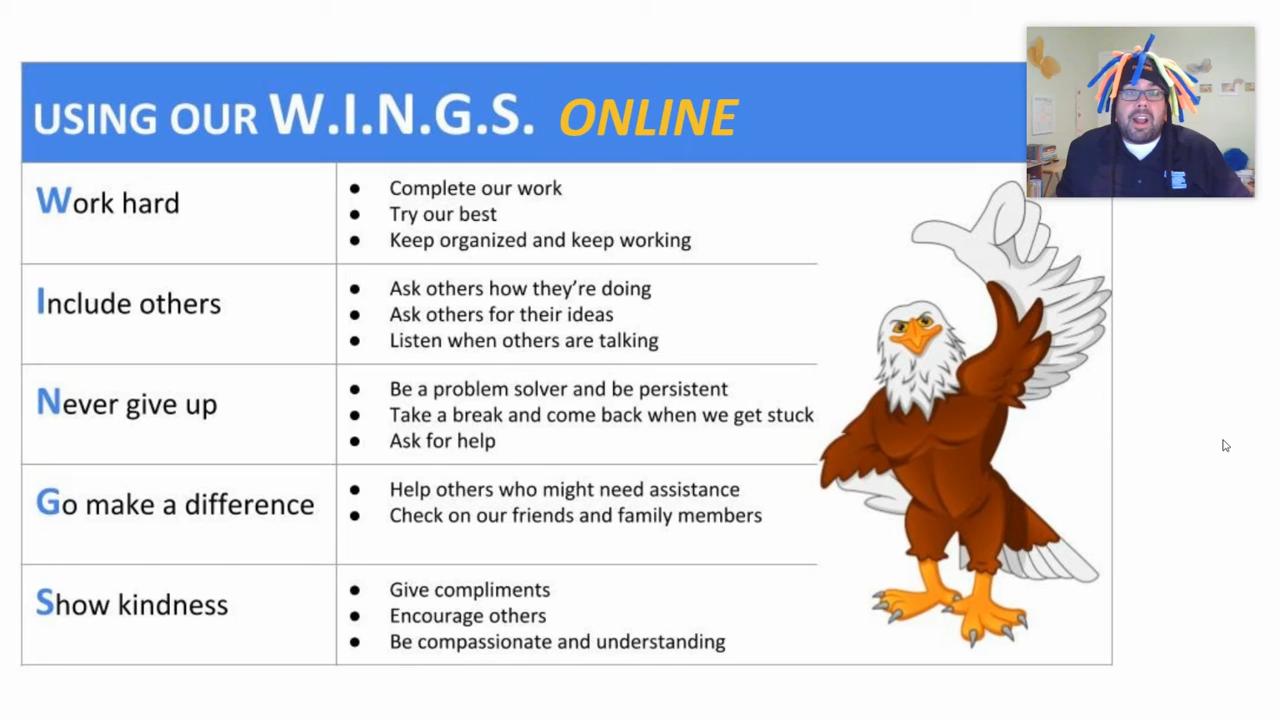 USING OUR W.I.N.G.S. ONLINE
Work hard
● Complete our work
● Try our best
● Keep organized and keep working
Include others
● Ask others how they're doing
● Ask others for their ideas
● Listen when others are talking
Never give up
● Be a problem solver and be persistent
● Take a break and come back when we get stuck
● Ask for help
Go make a difference
● Help others who might need assistance
● Check on our friends and family members
Show kindness
● Give compliments
● Encourage others
● Be compassionate and understanding